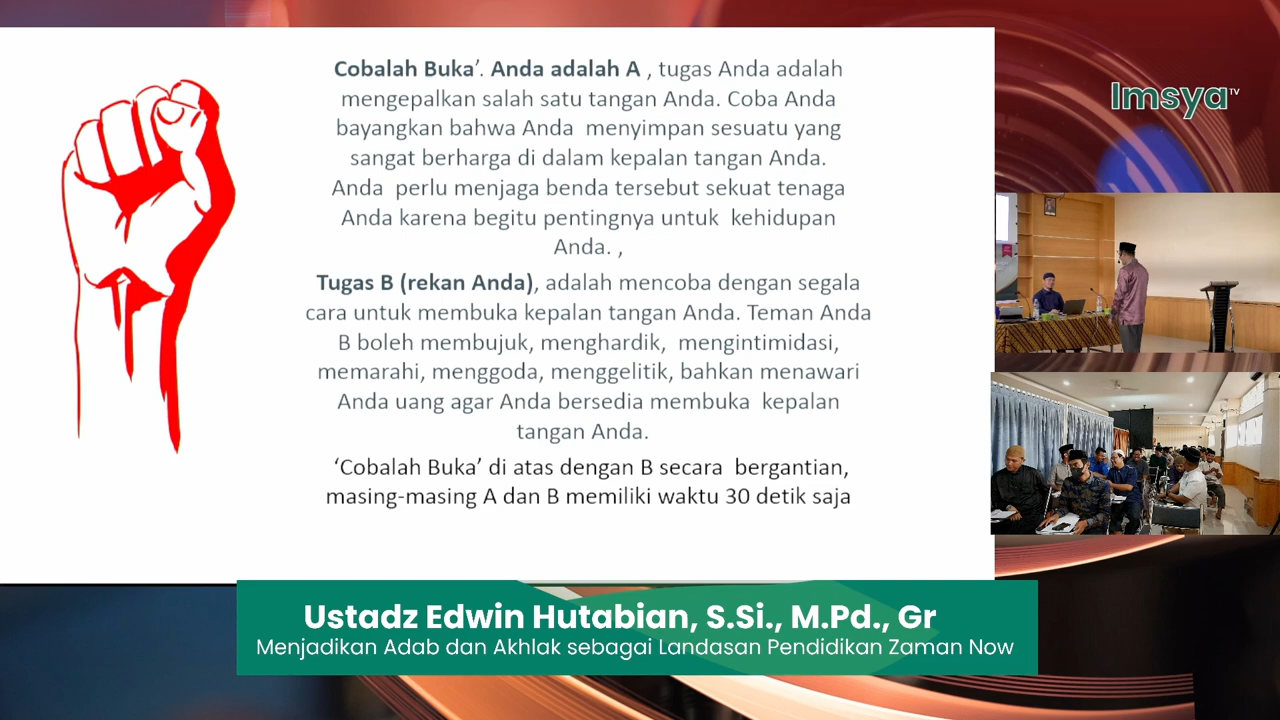 Cobalah Buka’. Anda adalah A , tugas Anda adalah
mengepalkan salah satu tangan Anda. Coba Anda
bayangkan bahwa Anda menyimpan sesuatu yang
sangat berharga di dalam kepalan tangan Anda.
Anda perlu menjaga benda tersebut sekuat tenaga
Anda karena begitu pentingnya untuk kehidupan
Anda. ,
Tugas B (rekan Anda), adalah mencoba dengan segala
cara untuk membuka kepalan tangan Anda. Teman Anda
B boleh membujuk, menghardik, mengintimidasi,
memarahi, menggoda, menggelitik, bahkan menawari
Anda uang agar Anda bersedia membuka kepalan
tangan Anda.
‘Cobalah Buka’ di atas dengan B secara bergantian,
masing-masing A dan B memiliki waktu 30 detik saja
Imsya TV
Ustadz Edwin Hutabian, S.Si., M.Pd., Gr
Menjadikan Adab dan Akhlak sebagai Landasan Pendidikan Zaman Now